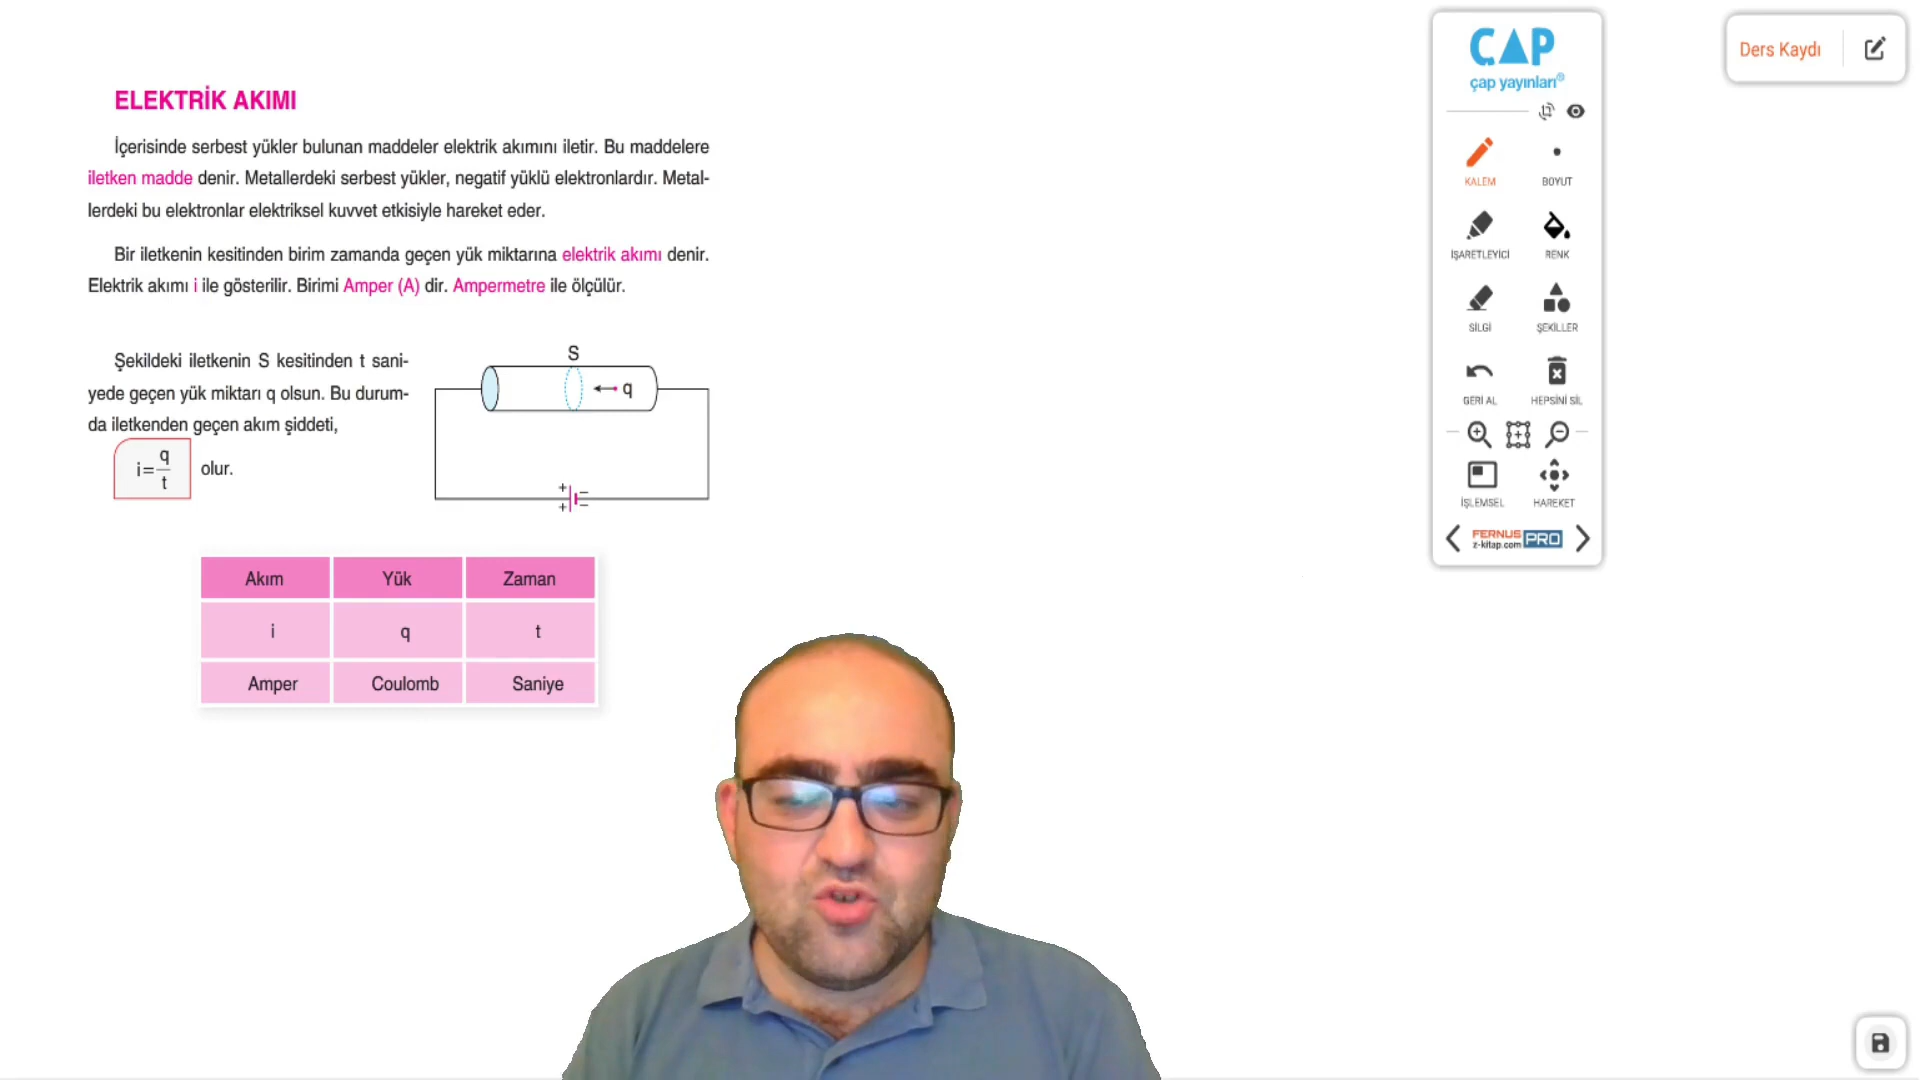 ELEKTRİK AKIMI
İçerisinde serbest yükler bulunan maddeler elektrik akımını iletir. Bu maddelere
iletken madde denir. Metallerdeki serbest yükler, negatif yüklü elektronlardır. Metal-
lerdeki bu elektronlar elektriksel kuvvet etkisiyle hareket eder.
Bir iletkenin kesitinden birim zamanda geçen yük miktarına elektrik akımı denir.
Elektrik akımı i ile gösterilir. Birimi Amper (A) dir. Ampermetre ile ölçülür.
Şekildeki iletkenin S kesitinden t sani-
yede geçen yük miktarı q olsun. Bu durum-
da iletkenden geçen akım şiddeti,
i=q/t olur.
S
q
+ −
+ −
Akım Yük Zaman
i q t
Amper Coulomb Saniye
ÇAP
çap yayınları®
KALEM BOYUT
İŞARETLEYİCİ RENK
SİLGİ ŞEKİLLER
GERİ AL HEPSİNİ SİL
İŞLEMSEL HAREKET
FERNUS PRO
z-kitap.com
Ders Kaydı